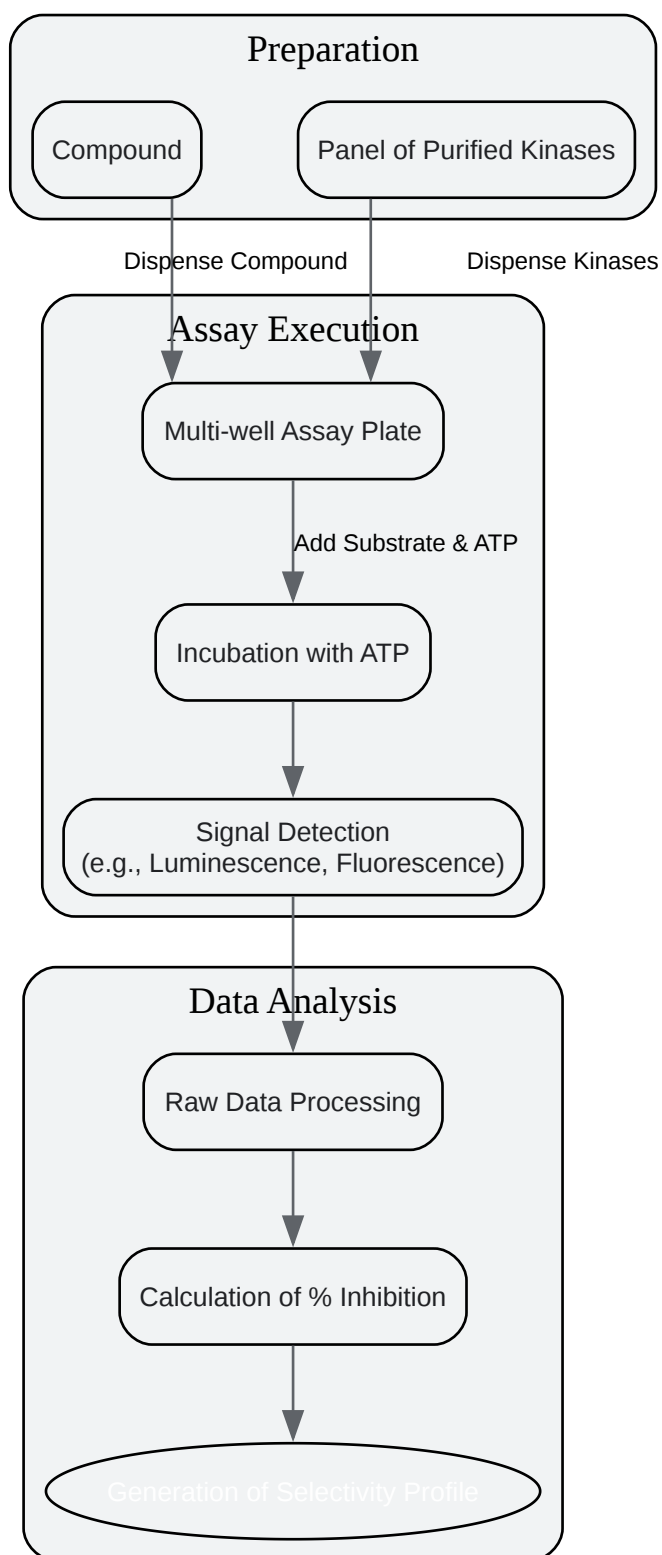 Preparation
Compound
Panel of Purified Kinases
Dispense Compound
Dispense Kinases
Assay Execution
Multi-well Assay Plate
Add Substrate & ATP
Incubation with ATP
Signal Detection
(e.g., Luminescence, Fluorescence)
Data Analysis
Raw Data Processing
Calculation of % Inhibition
Generation of Selectivity Profile